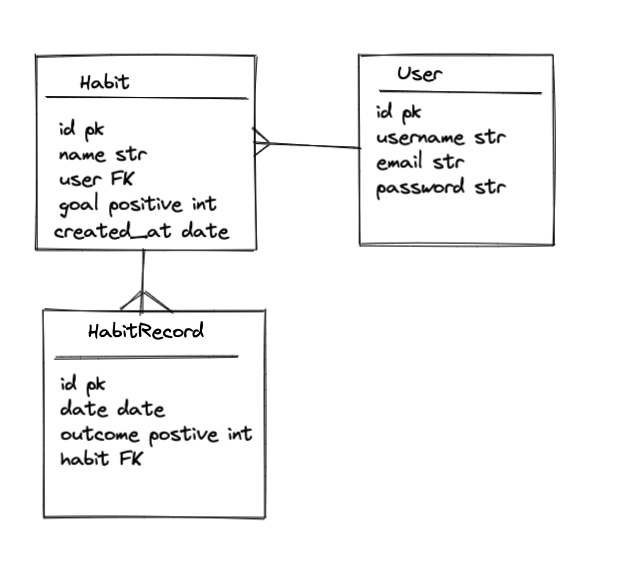 Habit
id pk
name str
user FK
goal positive int
created_at date
User
id pk
username str
email str
password str
HabitRecord
id pk
date date
outcome postive int
habit FK